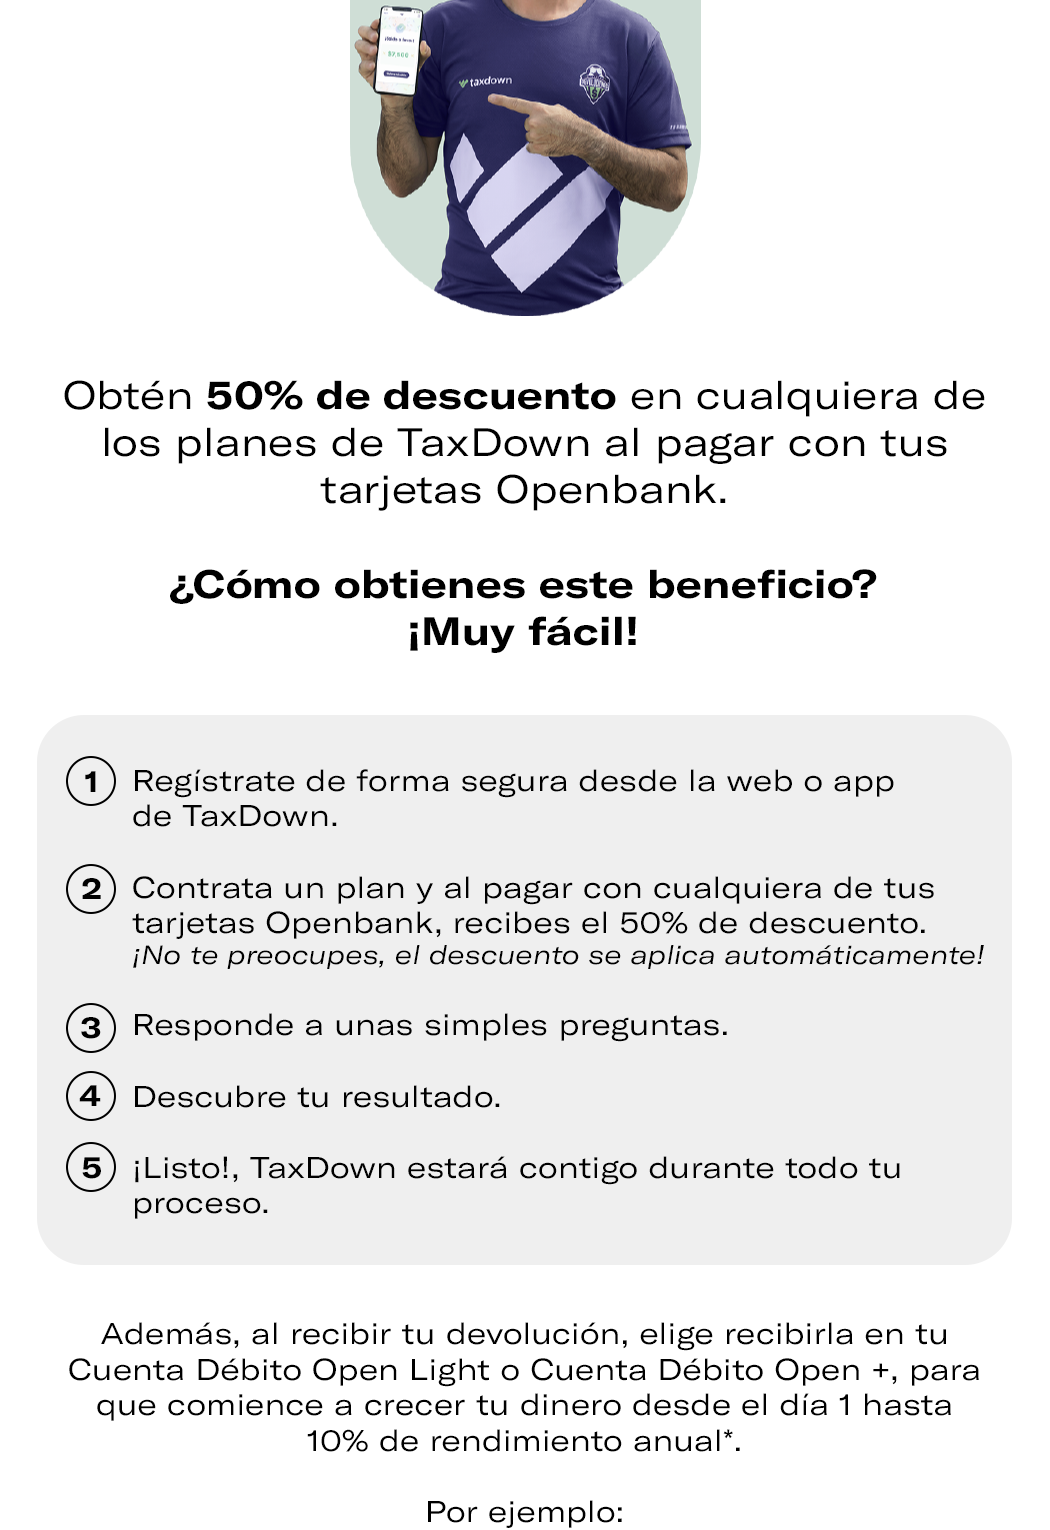 taxdown
Obtén 50% de descuento en cualquiera de
los planes de TaxDown al pagar con tus
tarjetas Openbank.
¿Cómo obtienes este beneficio?
¡Muy fácil!
1 Regístrate de forma segura desde la web o app
de TaxDown.
2 Contrata un plan y al pagar con cualquiera de tus
tarjetas Openbank, recibes el 50% de descuento.
¡No te preocupes, el descuento se aplica automáticamente!
3 Responde a unas simples preguntas.
4 Descubre tu resultado.
5 ¡Listo!, TaxDown estará contigo durante todo tu
proceso.
Además, al recibir tu devolución, elige recibirla en tu
Cuenta Débito Open Light o Cuenta Débito Open +, para
que comience a crecer tu dinero desde el día 1 hasta
10% de rendimiento anual*.
Por ejemplo: